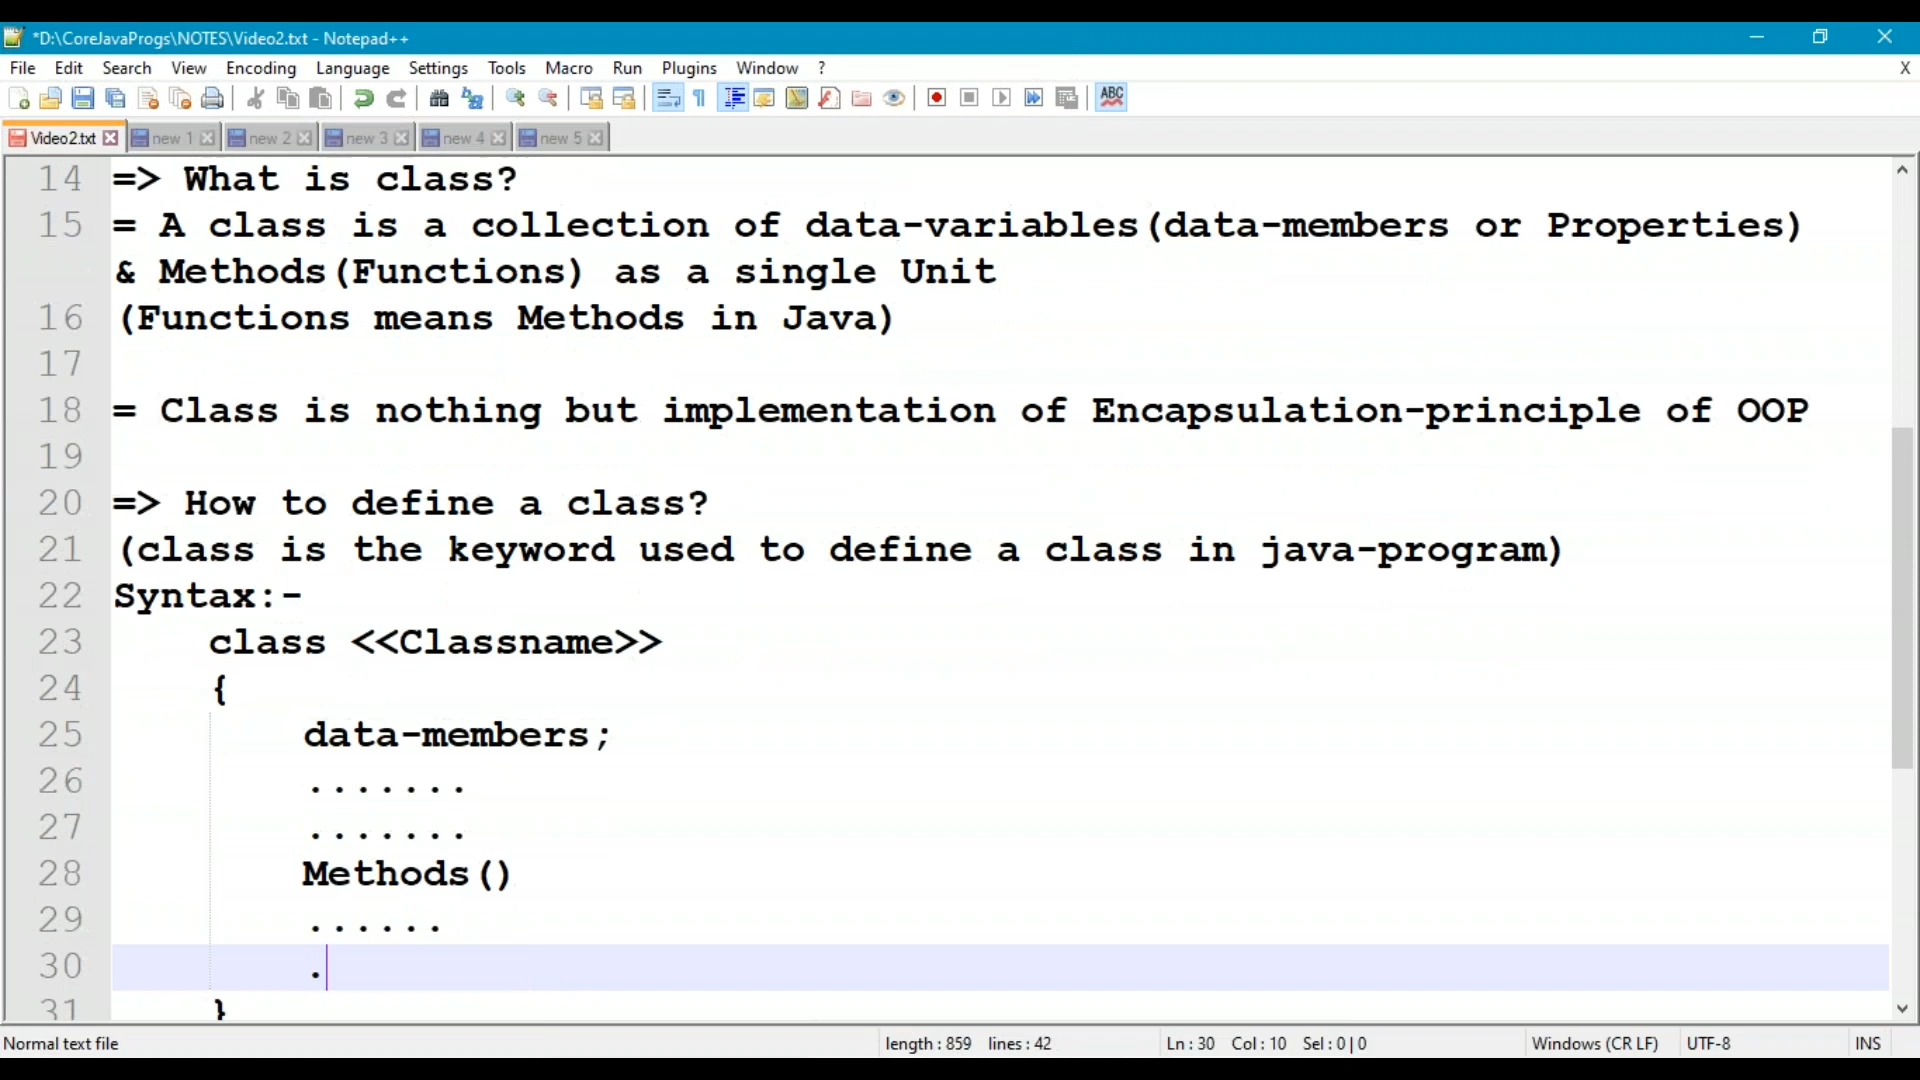 *D:\CoreJavaProgs\NOTES\Video2.txt - Notepad++
File Edit Search View Encoding Language Settings Tools Macro Run Plugins Window ? X
ABC
Video2.txt new 1 new 2 new 3 new 4 new 5
14 => What is class?
15 = A class is a collection of data-variables(data-members or Properties)
& Methods(Functions) as a single Unit
16 (Functions means Methods in Java)
17
18 = Class is nothing but implementation of Encapsulation-principle of OOP
19
20 => How to define a class?
21 (class is the keyword used to define a class in java-program)
22 Syntax:-
23 class <<Classname>>
24 {
25 data-members;
26 .......
27 .......
28 Methods()
29 ......
30 .
31 }
Normal text file length : 859 lines : 42 Ln : 30 Col : 10 Sel : 0 | 0 Windows (CR LF) UTF-8 INS